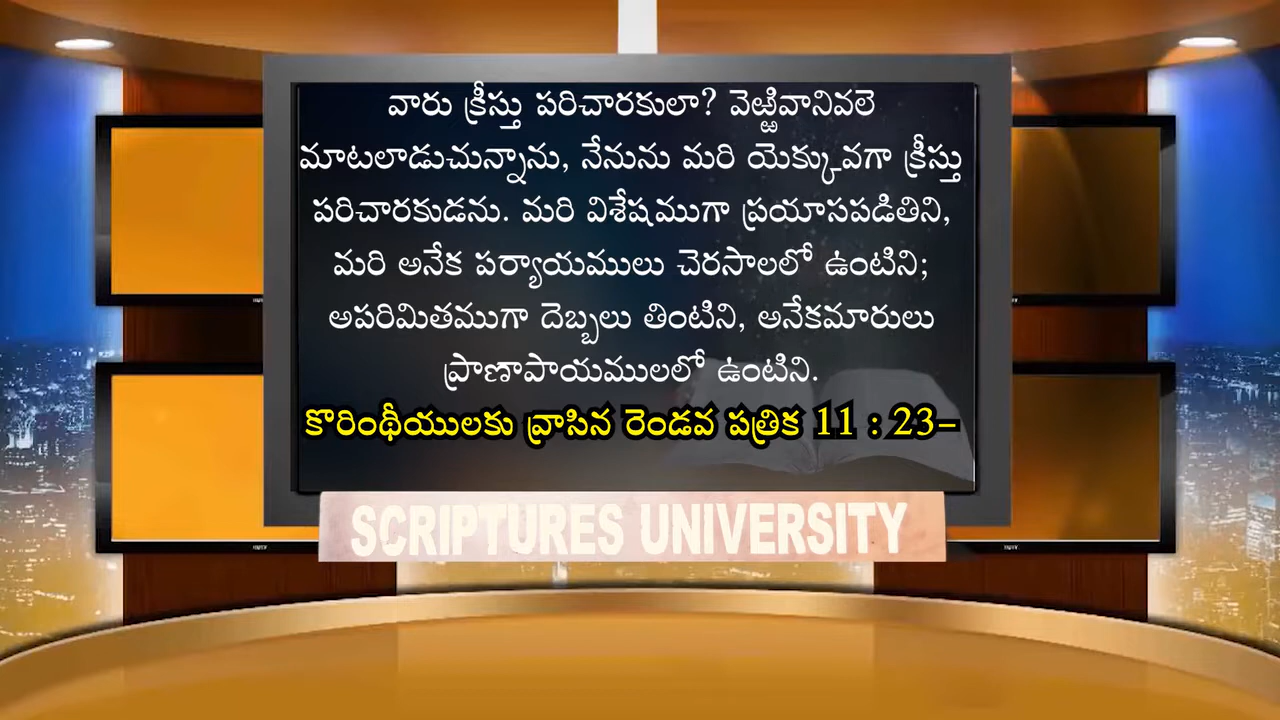 వారు క్రీస్తు పరిచారకులా? వెఱ్ఱివానివలె
మాటలాడుచున్నాను, నేనును మరి యెక్కువగా క్రీస్తు
పరిచారకుడను. మరి విశేషముగా ప్రయాసపడితిని,
మరి అనేక పర్యాయములు చెరసాలలో ఉంటిని;
అపరిమితముగా దెబ్బలు తింటిని, అనేకమారులు
ప్రాణాపాయములలో ఉంటిని.
కొరింథీయులకు వ్రాసిన రెండవ పత్రిక 11 : 23-
SCRIPTURES UNIVERSITY